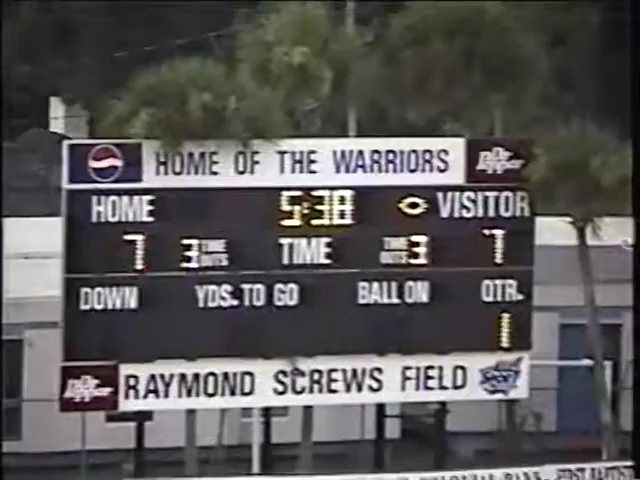 HOME OF THE WARRIORS
Dr Pepper
HOME 5:38 VISITOR
7 3 TIME OUTS TIME TIME OUTS 3 7
DOWN YDS. TO GO BALL ON QTR.
1
Dr Pepper
RAYMOND SCREWS FIELD